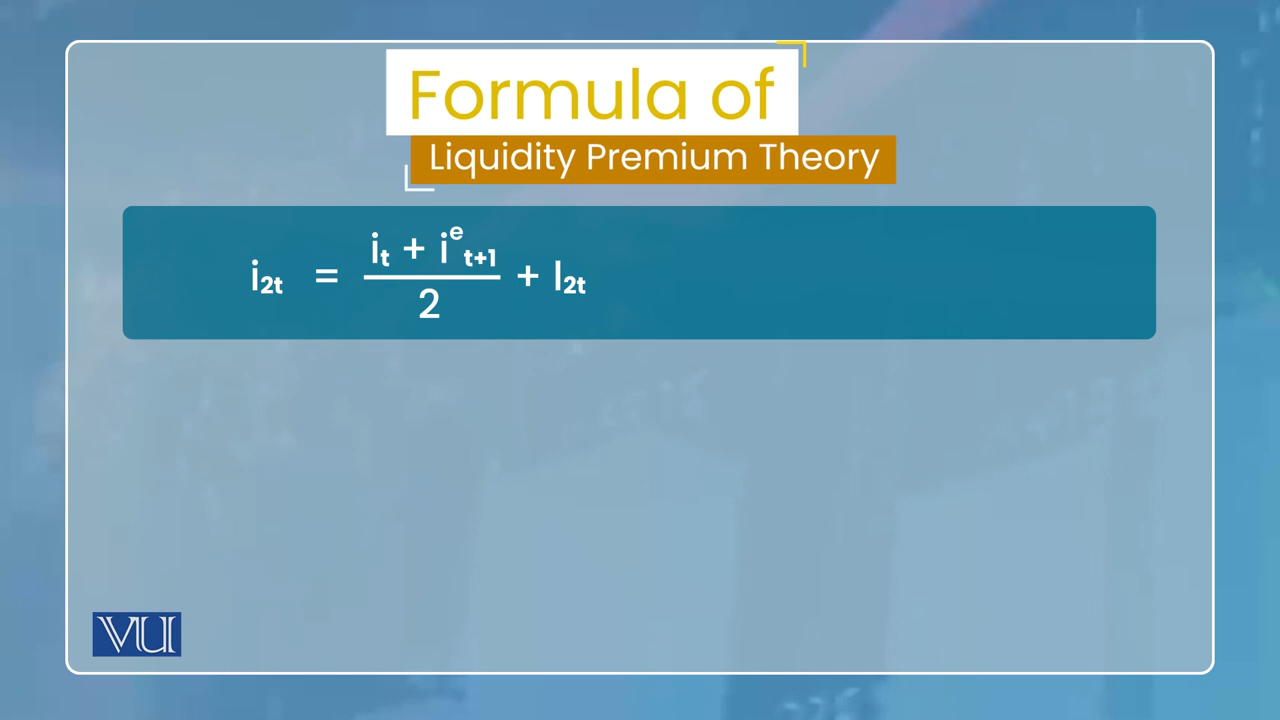 Formula of
Liquidity Premium Theory
i₂ₜ = (iₜ + iᵉₜ₊₁) / 2 + l₂ₜ
VU